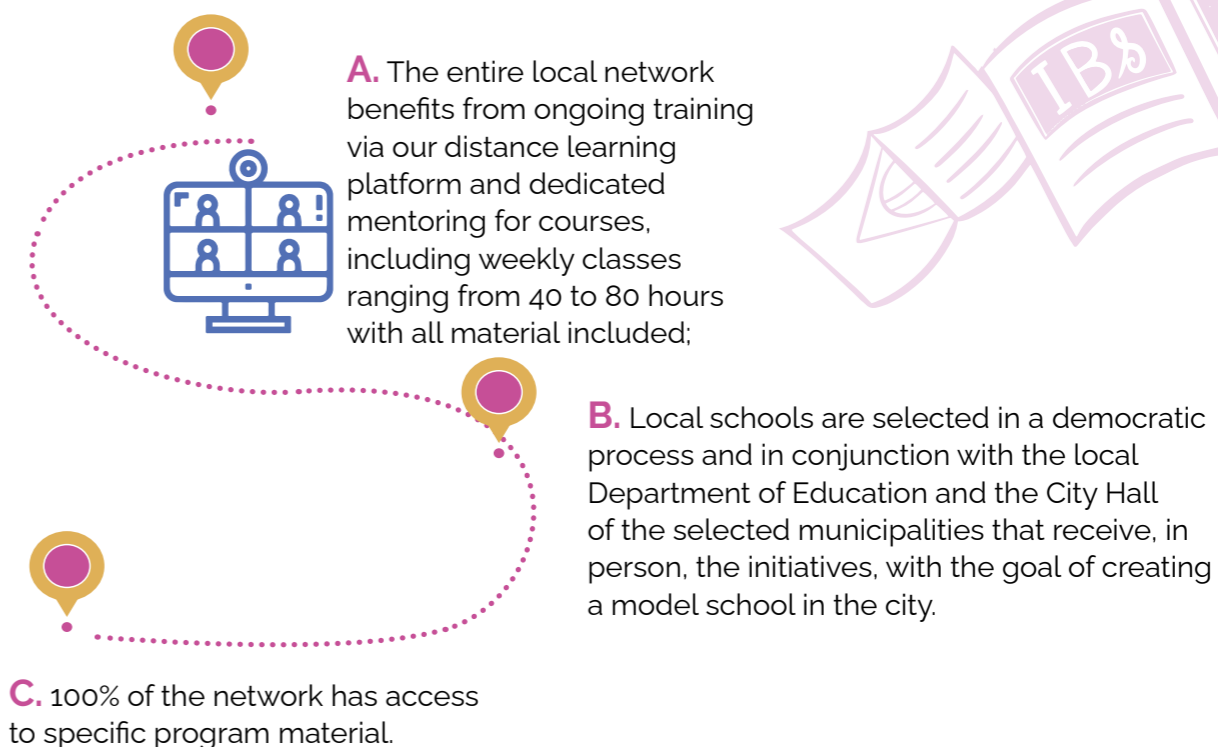 IBS
A. The entire local network
benefits from ongoing training
via our distance learning
platform and dedicated
mentoring for courses,
including weekly classes
ranging from 40 to 80 hours
with all material included;
B. Local schools are selected in a democratic
process and in conjunction with the local
Department of Education and the City Hall
of the selected municipalities that receive, in
person, the initiatives, with the goal of creating
a model school in the city.
C. 100% of the network has access
to specific program material.